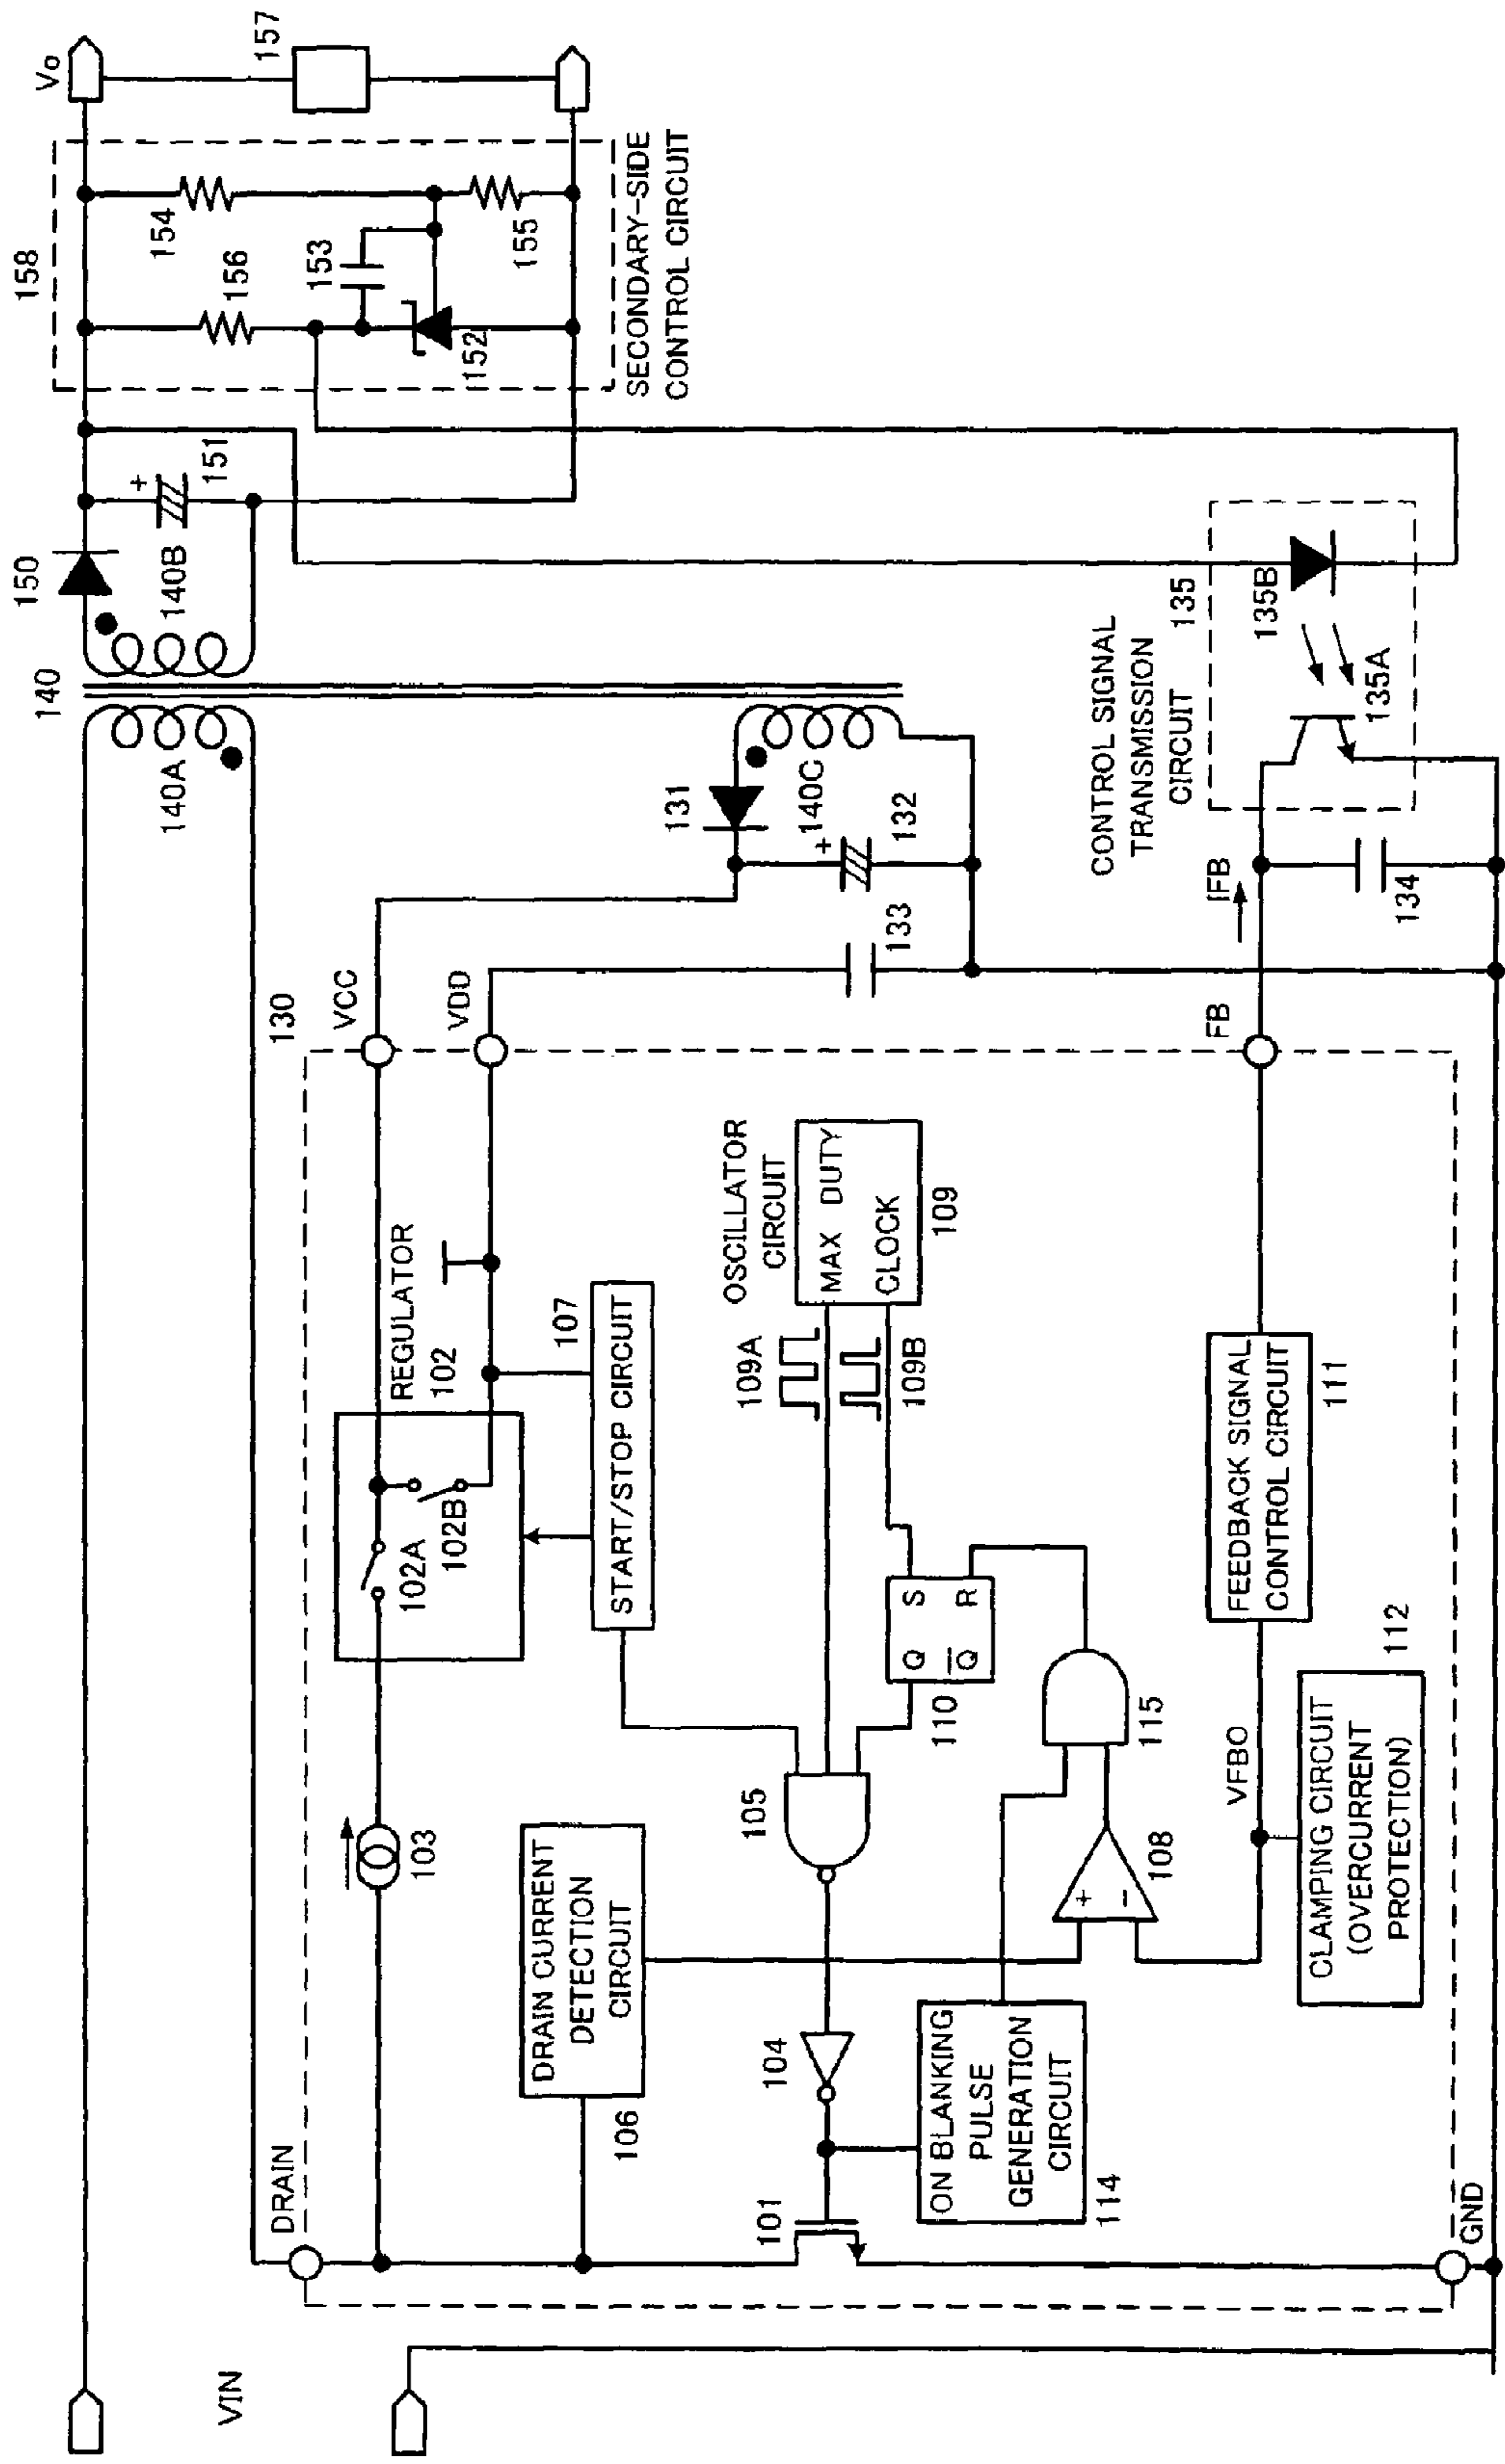 VIN
140
140A
140B
150
151
+
158
156
154
153
155
152
SECONDARY-SIDE
CONTROL CIRCUIT
Vo
157
DRAIN
130
VCC
VDD
131
140C
+
132
133
103
REGULATOR
102
102A
102B
107
START/STOP CIRCUIT
DRAIN CURRENT
DETECTION
CIRCUIT
106
OSCILLATOR
CIRCUIT
MAX DUTY
CLOCK
109
109A
109B
101
104
105
110
S
R
Q
Q
ON BLANKING
PULSE
GENERATION
CIRCUIT
114
108
+
-
115
VFBO
CLAMPING CIRCUIT
(OVERCURRENT
PROTECTION)
112
FEEDBACK SIGNAL
CONTROL CIRCUIT
111
FB
IFB
134
CONTROL SIGNAL
TRANSMISSION
CIRCUIT
135
135B
135A
GND